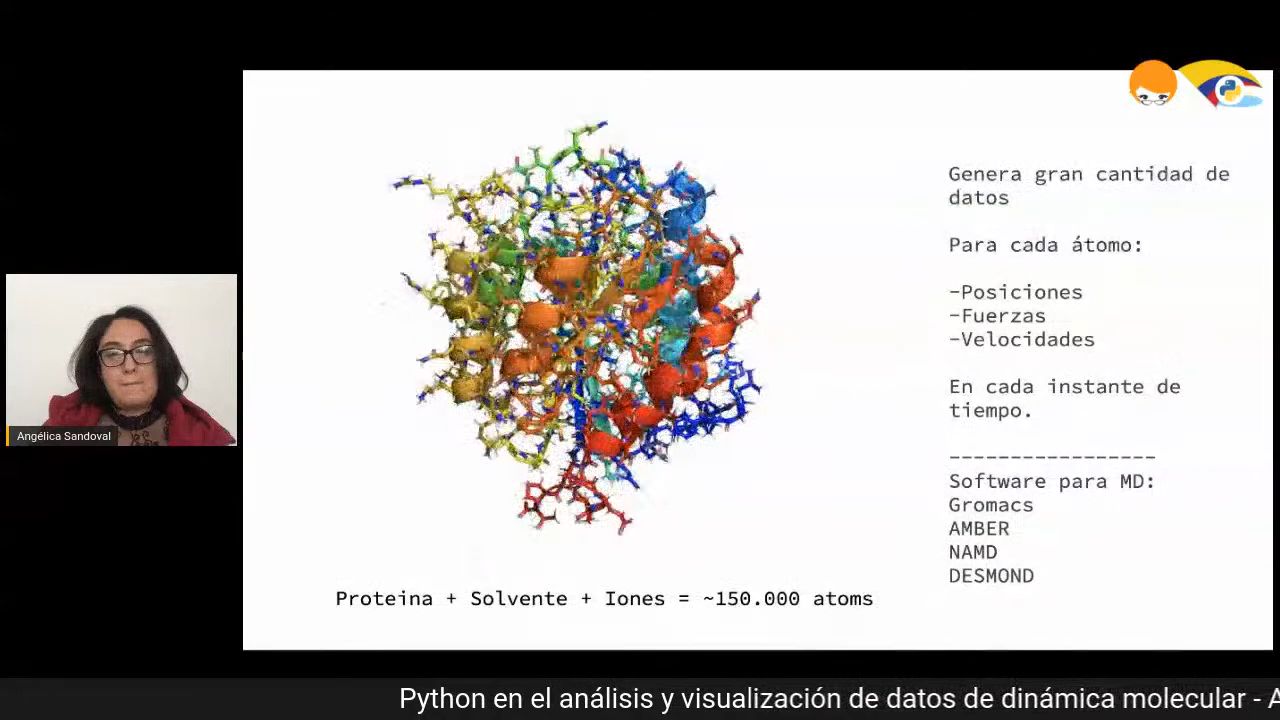 Genera gran cantidad de
datos
Para cada átomo:
-Posiciones
-Fuerzas
-Velocidades
En cada instante de
tiempo.
-----------------
Software para MD:
Gromacs
AMBER
NAMD
DESMOND
Proteina + Solvente + Iones = ~150.000 atoms
Angélica Sandoval
Python en el análisis y visualización de datos de dinámica molecular - A